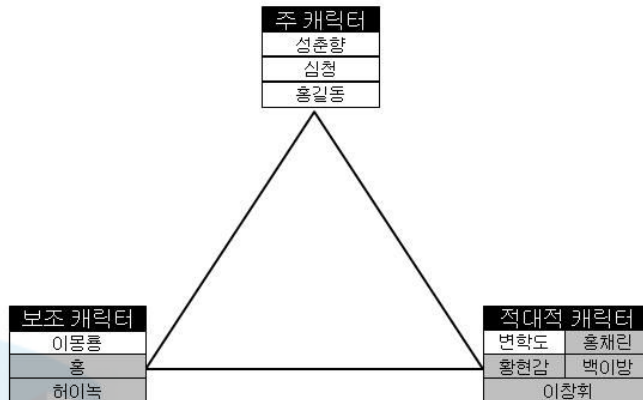 주 캐릭터
성춘향
심청
홍길동
보조 캐릭터
이몽룡
홍
허이녹
적대적 캐릭터
변학도 홍채린
황현감 백이방
이창휘